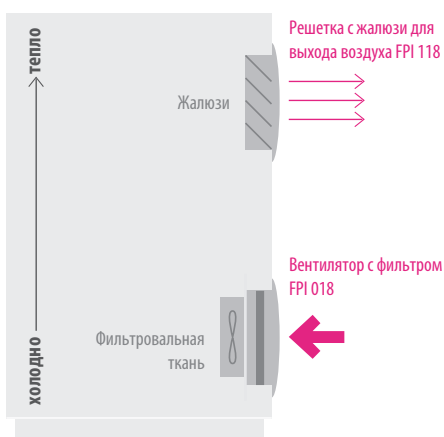 Решетка с жалюзи для
выхода воздуха FPI 118
тепло
Жалюзи
Вентилятор с фильтром
FPI 018
Фильтровальная
ткань
холодно